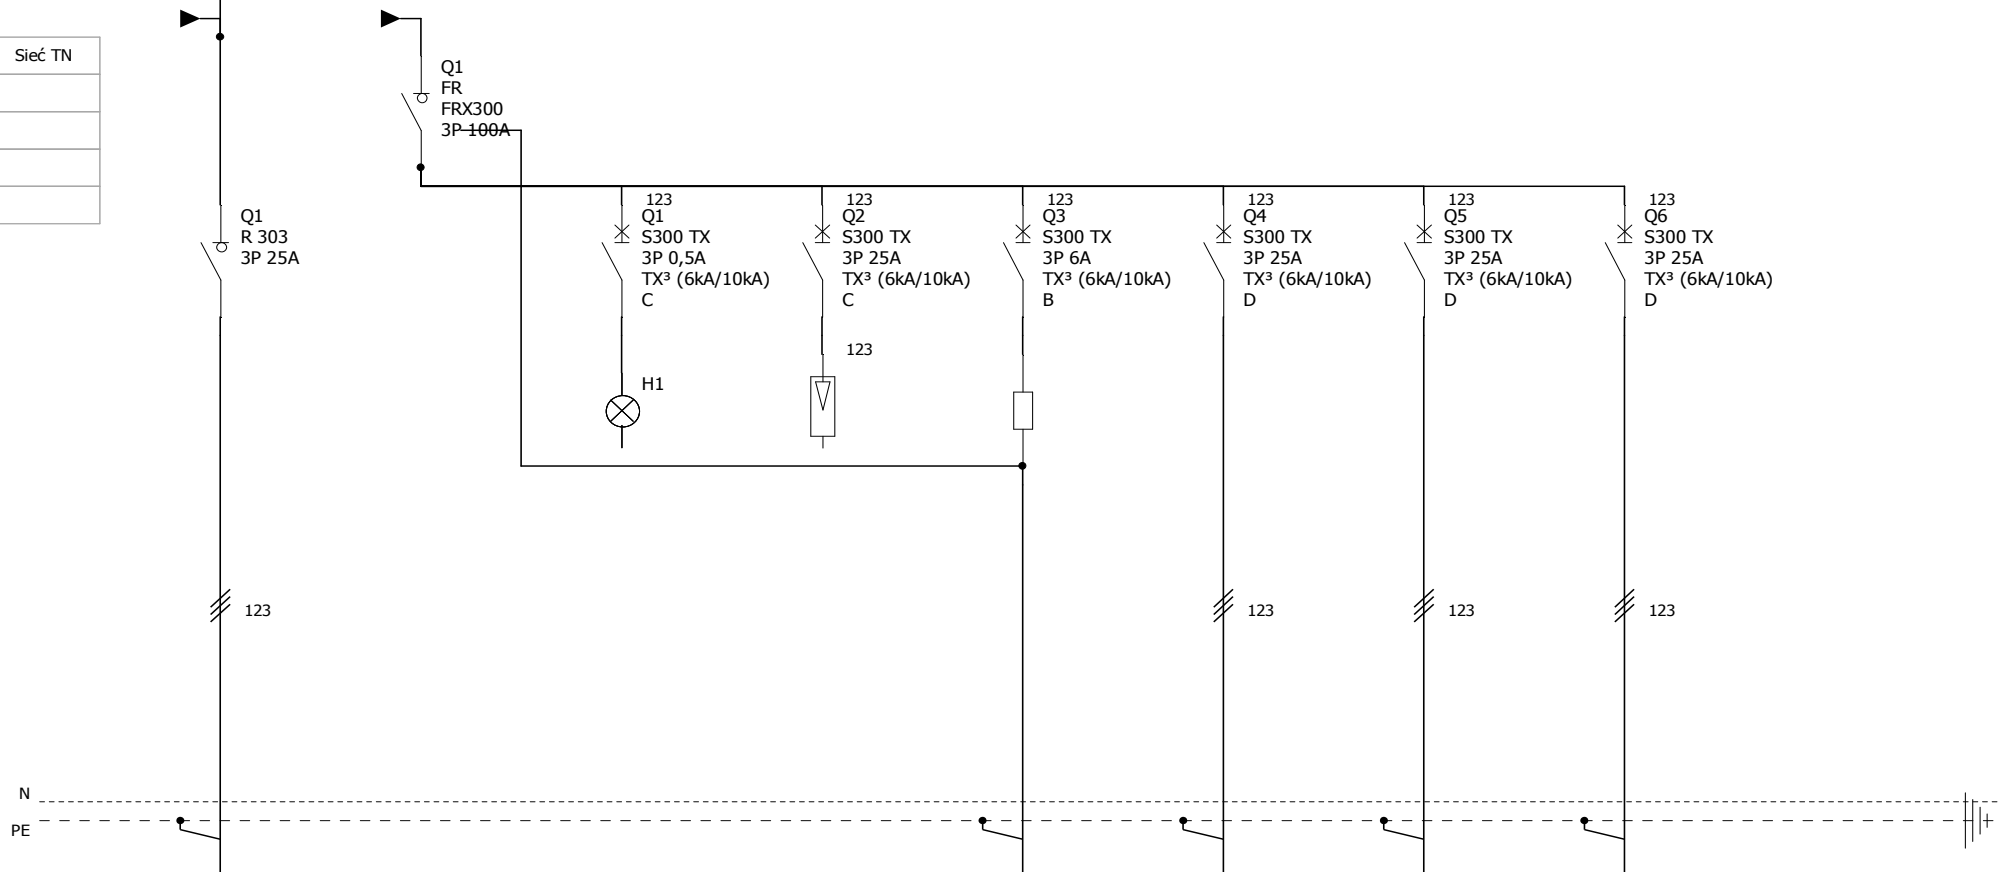 Sieć TN
Q1
FR
FRX300
3P 100A
Q1
R 303
3P 25A
123
Q1
S300 TX
3P 0,5A
TX³ (6kA/10kA)
C
123
Q2
S300 TX
3P 25A
TX³ (6kA/10kA)
C
123
Q3
S300 TX
3P 6A
TX³ (6kA/10kA)
B
123
Q4
S300 TX
3P 25A
TX³ (6kA/10kA)
D
123
Q5
S300 TX
3P 25A
TX³ (6kA/10kA)
D
123
Q6
S300 TX
3P 25A
TX³ (6kA/10kA)
D
123
H1
123
123
123
123
N
PE